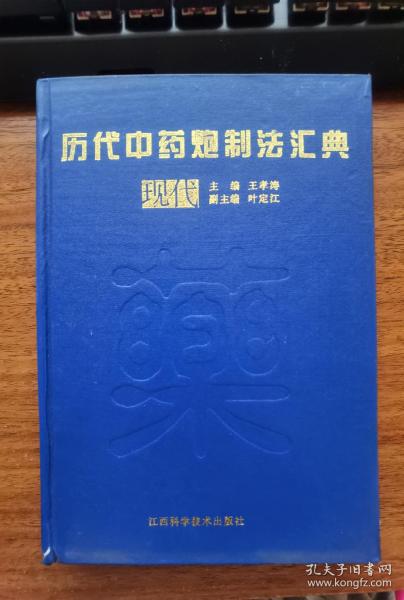 历代中药炮制法汇典
现代
主 编 王孝涛
副主编 叶定江
藥
江西科学技术出版社
孔夫子旧书网
www.kongfz.com